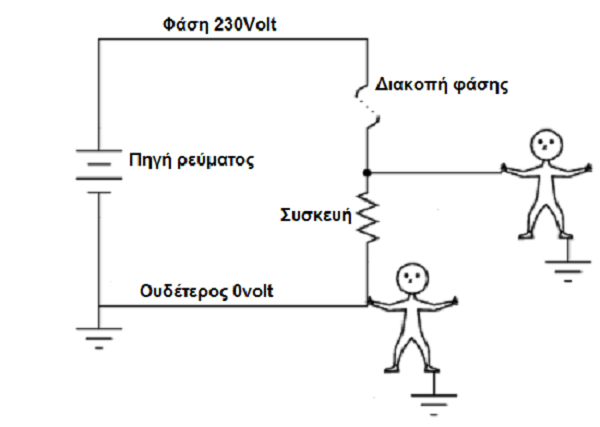 Φάση 230Volt
Διακοπή φάσης
Πηγή ρεύματος
Συσκευή
Ουδέτερος 0volt